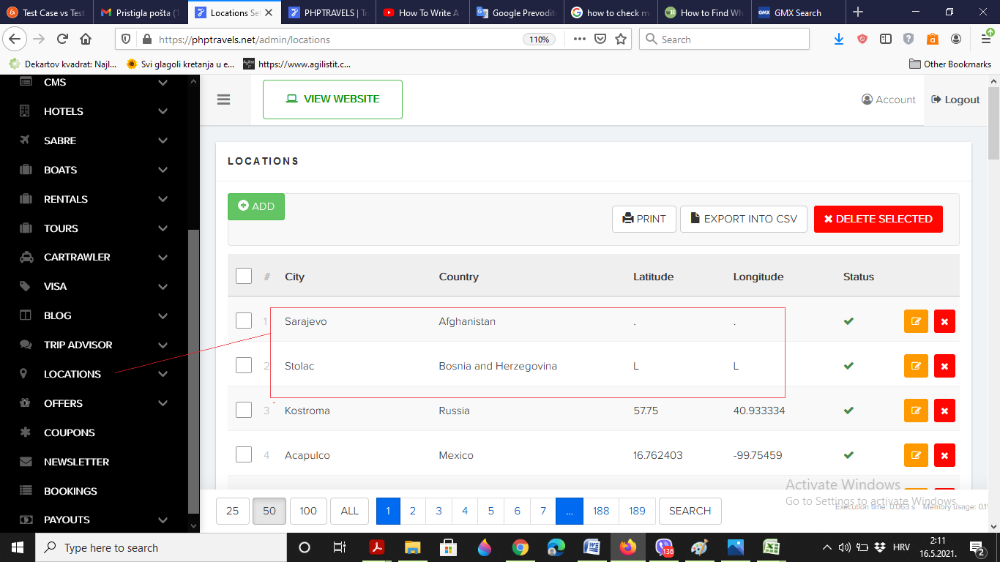 Test Case vs Test
Pristigla pošta (1
Locations Se
PHPTRAVELS | Tr
How To Write A
Google Prevodite
how to check m
How to Find Wh
GMX Search
https://phptravels.net/admin/locations
110%
Search
Dekartov kvadrat: Najl...
Svi glagoli kretanja u e...
https://www.agilistit.c...
Other Bookmarks
CMS
HOTELS
SABRE
BOATS
RENTALS
TOURS
CARTRAWLER
VISA
BLOG
TRIP ADVISOR
LOCATIONS
OFFERS
COUPONS
NEWSLETTER
BOOKINGS
PAYOUTS
VIEW WEBSITE
Account
Logout
LOCATIONS
ADD
PRINT
EXPORT INTO CSV
DELETE SELECTED
# City Country Latitude Longitude Status
1 Sarajevo Afghanistan . .
2 Stolac Bosnia and Herzegovina L L
3 Kostroma Russia 57.75 40.933334
4 Acapulco Mexico 16.762403 -99.75459
Activate Windows
Go to Settings to activate Windows.
Execution time: 0.063 s Memory usage: 0.1
25 50 100 ALL 1 2 3 4 5 6 7 ... 188 189 SEARCH
Type here to search
136
HRV
2:11
16.5.2021.
2